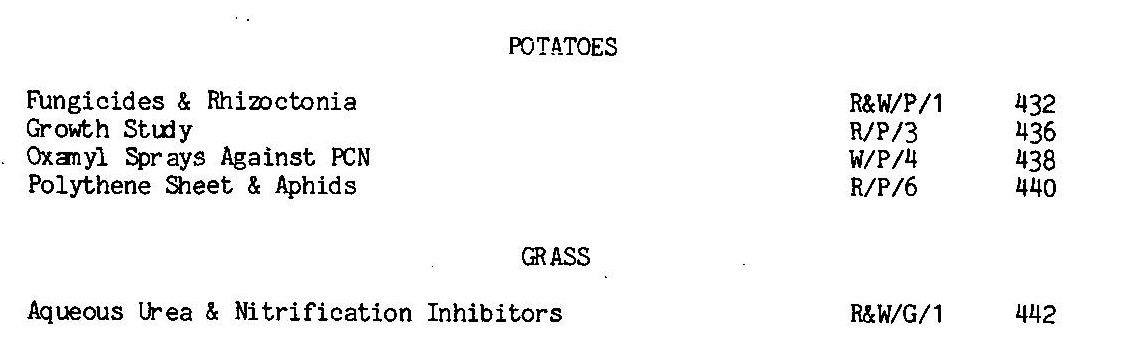 POTATOES
Fungicides & Rhizoctonia R&W/P/1 432
Growth Study R/P/3 436
Oxamyl Sprays Against PCN W/P/4 438
Polythene Sheet & Aphids R/P/6 440
GRASS
Aqueous Urea & Nitrification Inhibitors R&W/G/1 442